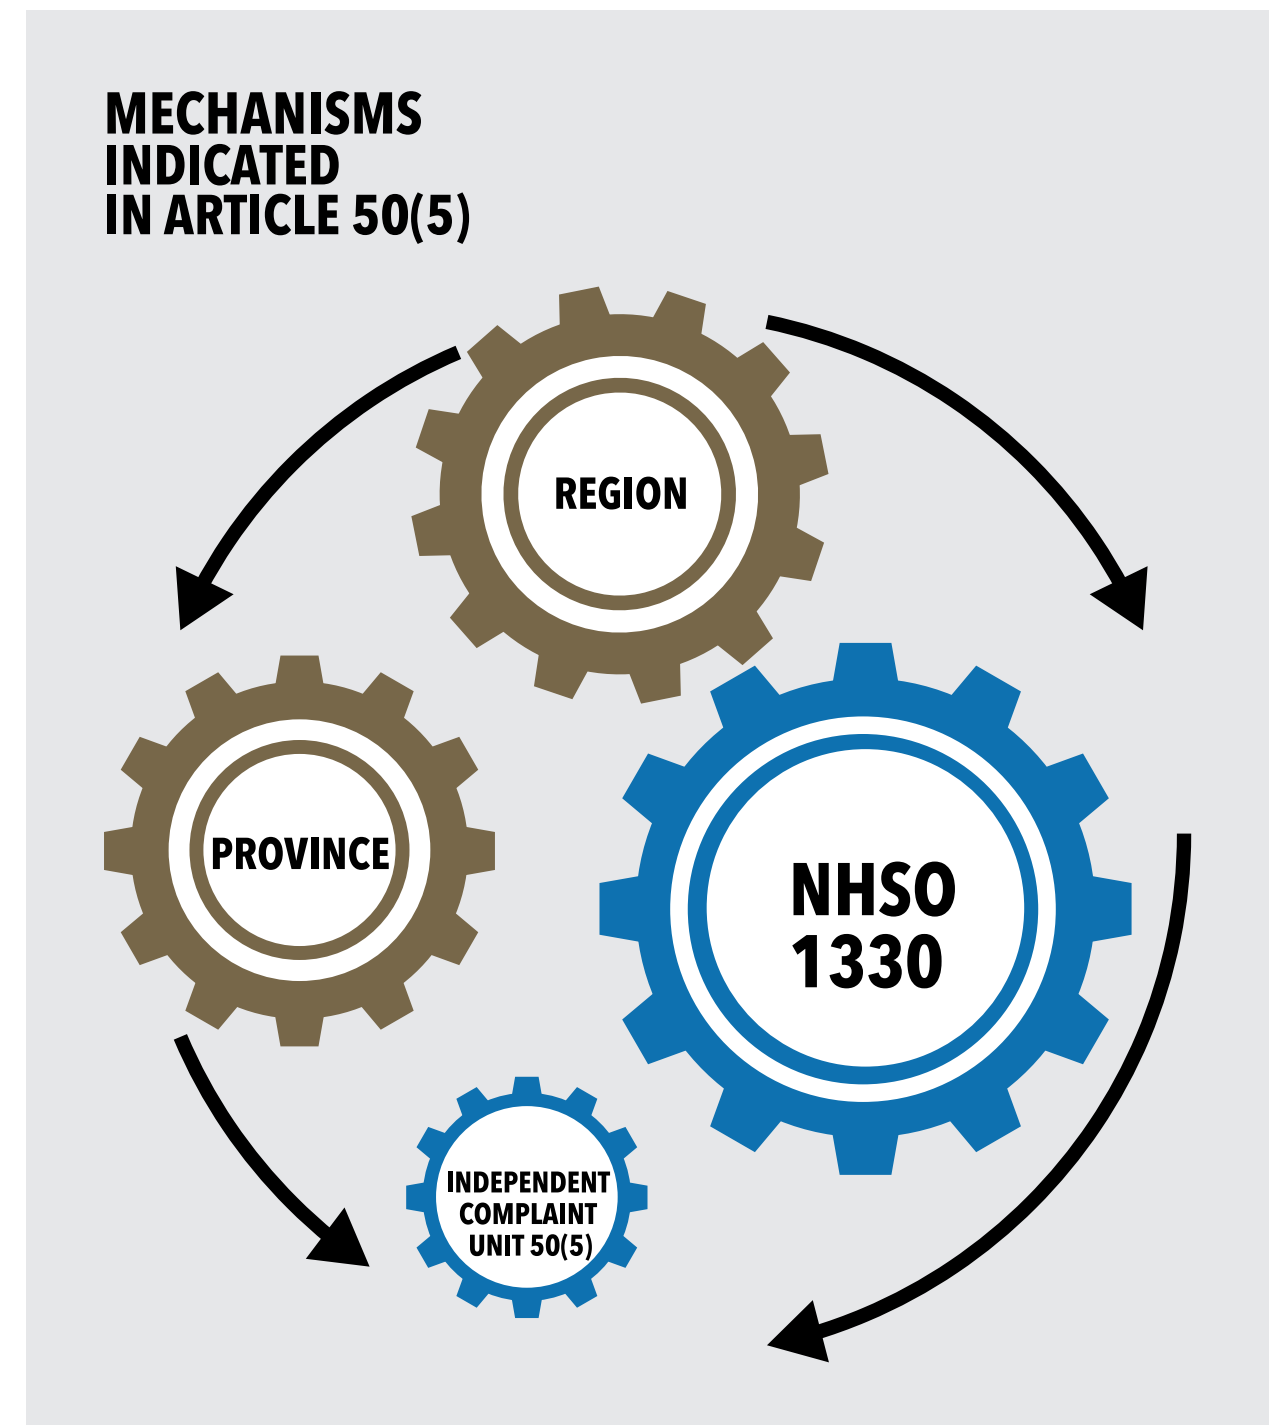 MECHANISMS
INDICATED
IN ARTICLE 50(5)
REGION
PROVINCE
NHSO
1330
INDEPENDENT
COMPLAINT
UNIT 50(5)